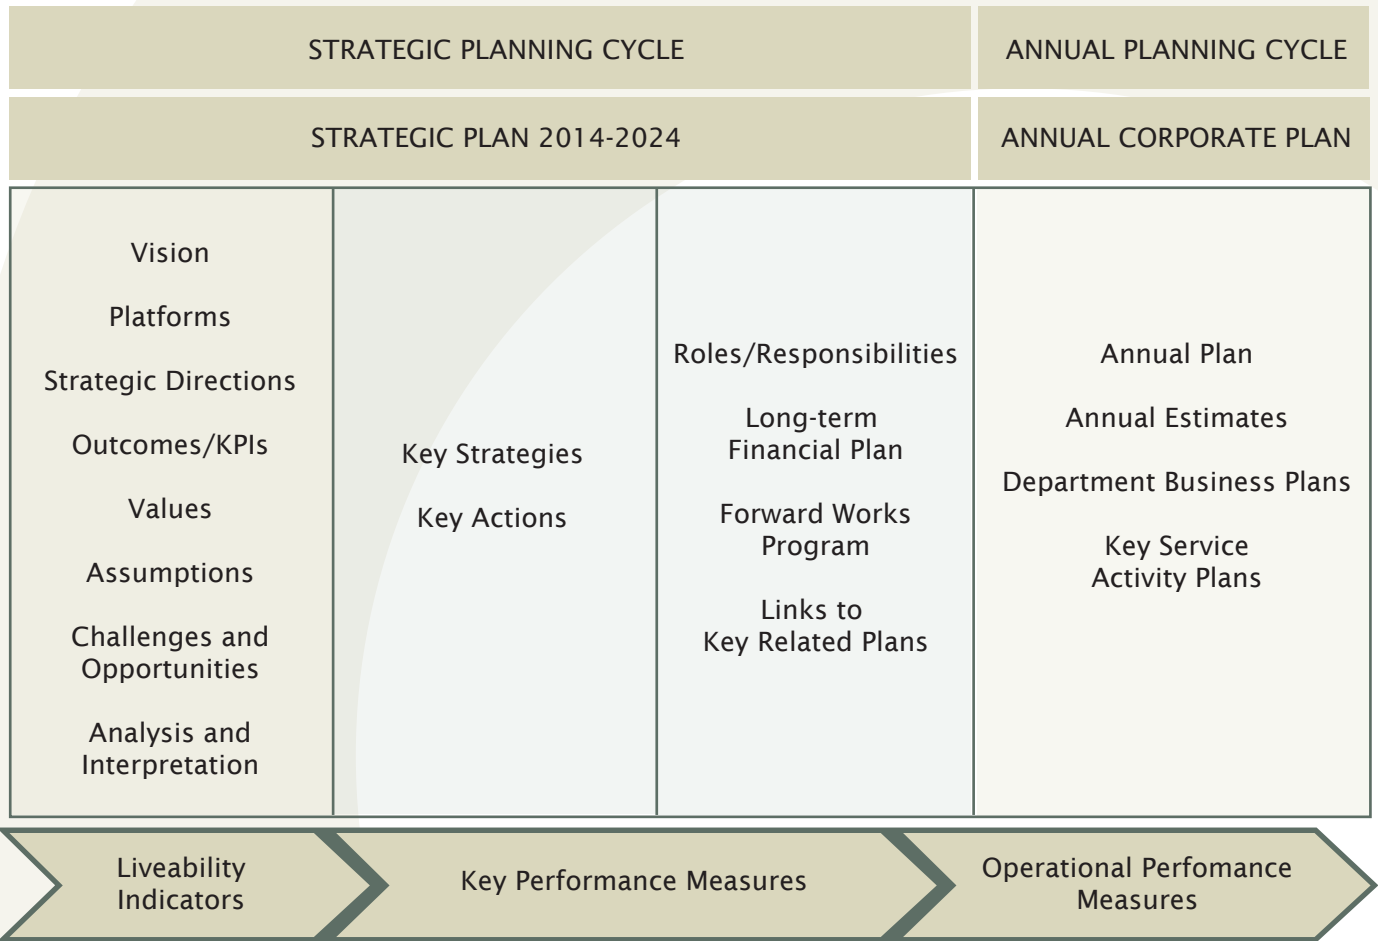 STRATEGIC PLANNING CYCLE
ANNUAL PLANNING CYCLE
STRATEGIC PLAN 2014-2024
ANNUAL CORPORATE PLAN
Vision
Platforms
Strategic Directions
Outcomes/KPIs
Values
Assumptions
Challenges and
Opportunities
Analysis and
Interpretation
Key Strategies
Key Actions
Roles/Responsibilities
Long-term
Financial Plan
Forward Works
Program
Links to
Key Related Plans
Annual Plan
Annual Estimates
Department Business Plans
Key Service
Activity Plans
Liveability
Indicators
Key Performance Measures
Operational Perfomance
Measures